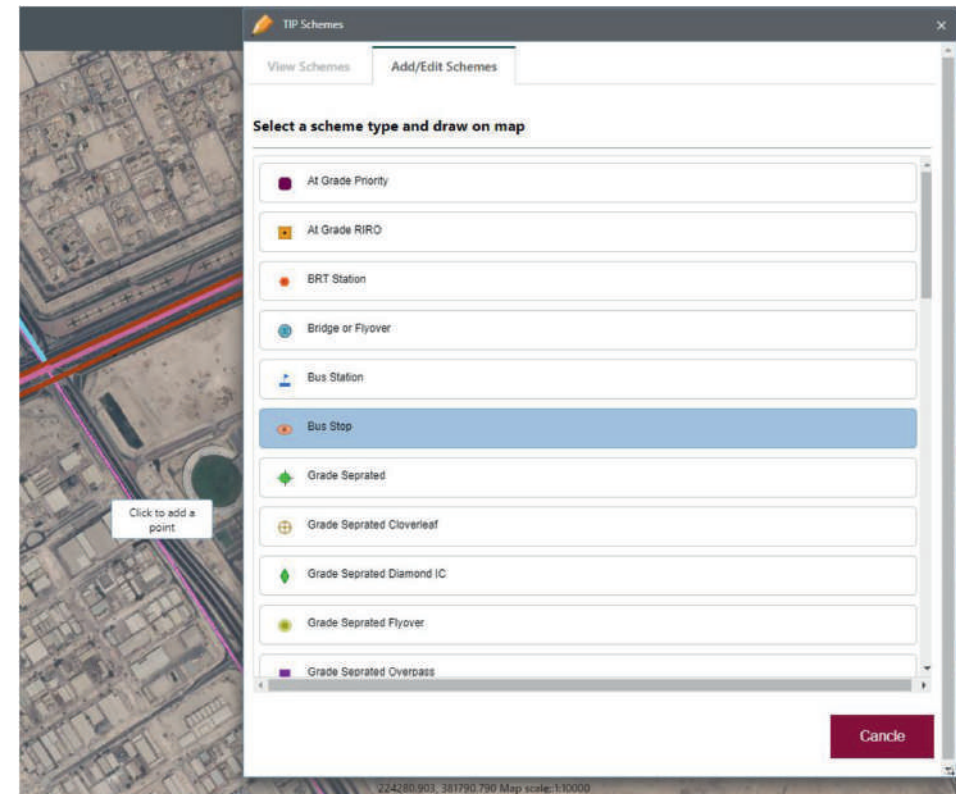 TIP Schemes
View Schemes
Add/Edit Schemes
Select a scheme type and draw on map
At Grade Priority
At Grade RIRO
BRT Station
Bridge or Flyover
Bus Station
Bus Stop
Grade Seprated
Click to add a
point
Grade Seprated Cloverleaf
Grade Seprated Diamond IC
Grade Seprated Flyover
Grade Seprated Overpass
Cancle
224280.903, 381790.790 Map scale: 1:10000